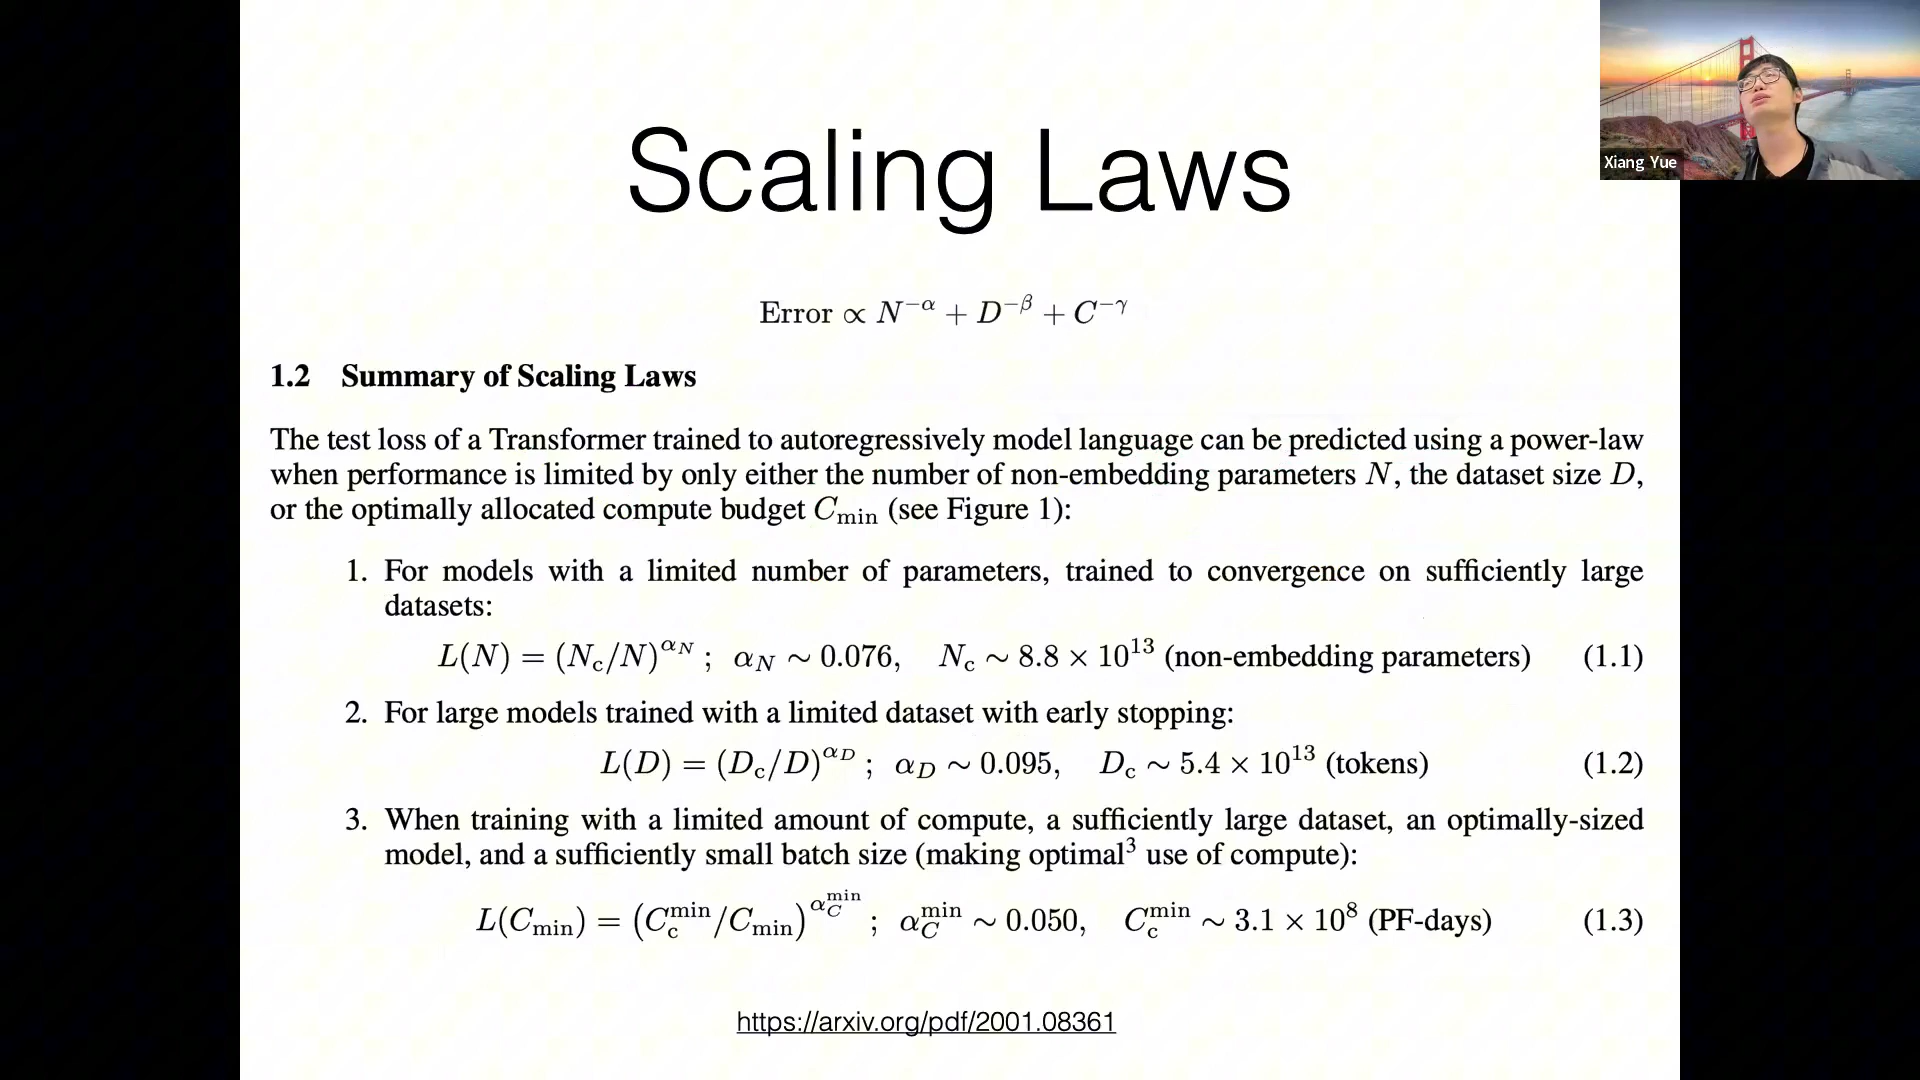 Scaling Laws
Xiang Yue
Error ∝ N^{−α} + D^{−β} + C^{−γ}
1.2 Summary of Scaling Laws
The test loss of a Transformer trained to autoregressively model language can be predicted using a power-law
when performance is limited by only either the number of non-embedding parameters N, the dataset size D,
or the optimally allocated compute budget C_{min} (see Figure 1):
1. For models with a limited number of parameters, trained to convergence on sufficiently large
datasets:
L(N) = (N_c/N)^{α_N} ; α_N ∼ 0.076, N_c ∼ 8.8 × 10^{13} (non-embedding parameters) (1.1)
2. For large models trained with a limited dataset with early stopping:
L(D) = (D_c/D)^{α_D} ; α_D ∼ 0.095, D_c ∼ 5.4 × 10^{13} (tokens) (1.2)
3. When training with a limited amount of compute, a sufficiently large dataset, an optimally-sized
model, and a sufficiently small batch size (making optimal^3 use of compute):
L(C_{min}) = (C_c^{min}/C_{min})^{α_C^{min}} ; α_C^{min} ∼ 0.050, C_c^{min} ∼ 3.1 × 10^8 (PF-days) (1.3)
https://arxiv.org/pdf/2001.08361